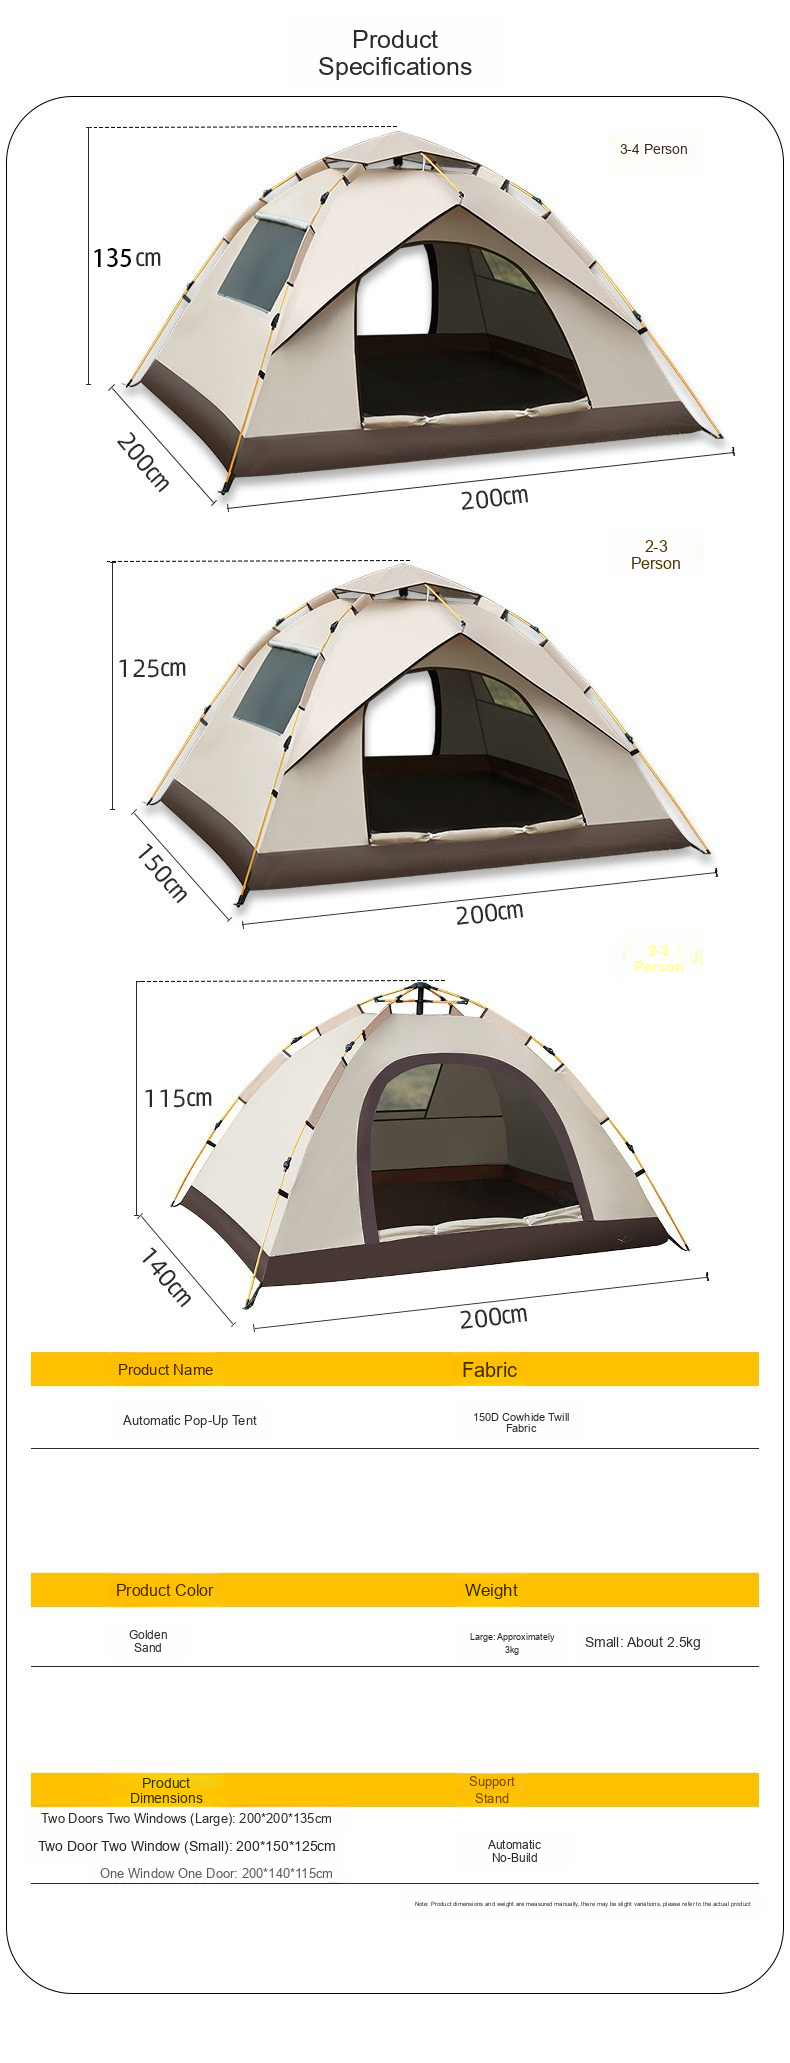 Product
Specifications
3-4 Person
135cm
200cm
200cm
2-3
Person
125cm
150cm
200cm
2-3
Person
115cm
140cm
200cm
Product Name
Fabric
Automatic Pop-Up Tent
150D Cowhide Twill
Fabric
Product Color
Weight
Golden
Sand
Large: Approximately
3kg
Small: About 2.5kg
Product
Dimensions
Support
Stand
Two Doors Two Windows (Large): 200*200*135cm
Two Door Two Window (Small): 200*150*125cm
One Window One Door: 200*140*115cm
Automatic
No-Build
Note: Product dimensions and weight are measured manually, there may be slight variations, please refer to the actual product